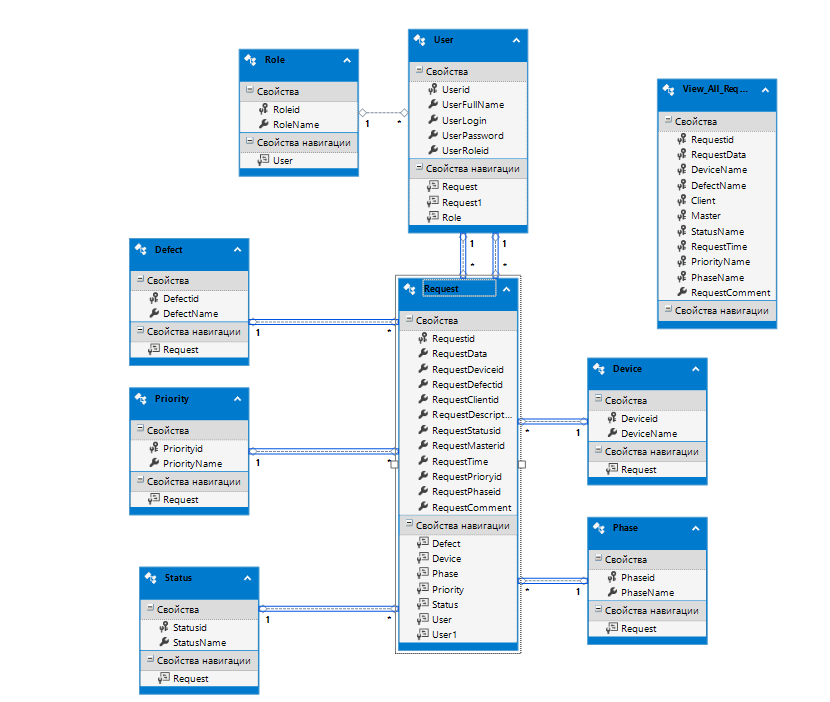 Role
Свойства
Roleid
RoleName
Свойства навигации
User
1
*
User
Свойства
Userid
UserFullName
UserLogin
UserPassword
UserRoleid
Свойства навигации
Request
Request1
Role
1
*
1
*
View_All_Req...
Свойства
Requestid
RequestData
DeviceName
DefectName
Client
Master
StatusName
RequestTime
PriorityName
PhaseName
RequestComment
Свойства навигации
Defect
Свойства
Defectid
DefectName
Свойства навигации
Request
1
*
Priority
Свойства
Priorityid
PriorityName
Свойства навигации
Request
1
*
Status
Свойства
Statusid
StatusName
Свойства навигации
Request
1
*
Request
Свойства
Requestid
RequestData
RequestDeviceid
RequestDefectid
RequestClientid
RequestDescript...
RequestStatusid
RequestMasterid
RequestTime
RequestPrioryid
RequestPhaseid
RequestComment
Свойства навигации
Defect
Device
Phase
Priority
Status
User
User1
*
1
Device
Свойства
Deviceid
DeviceName
Свойства навигации
Request
*
1
Phase
Свойства
Phaseid
PhaseName
Свойства навигации
Request